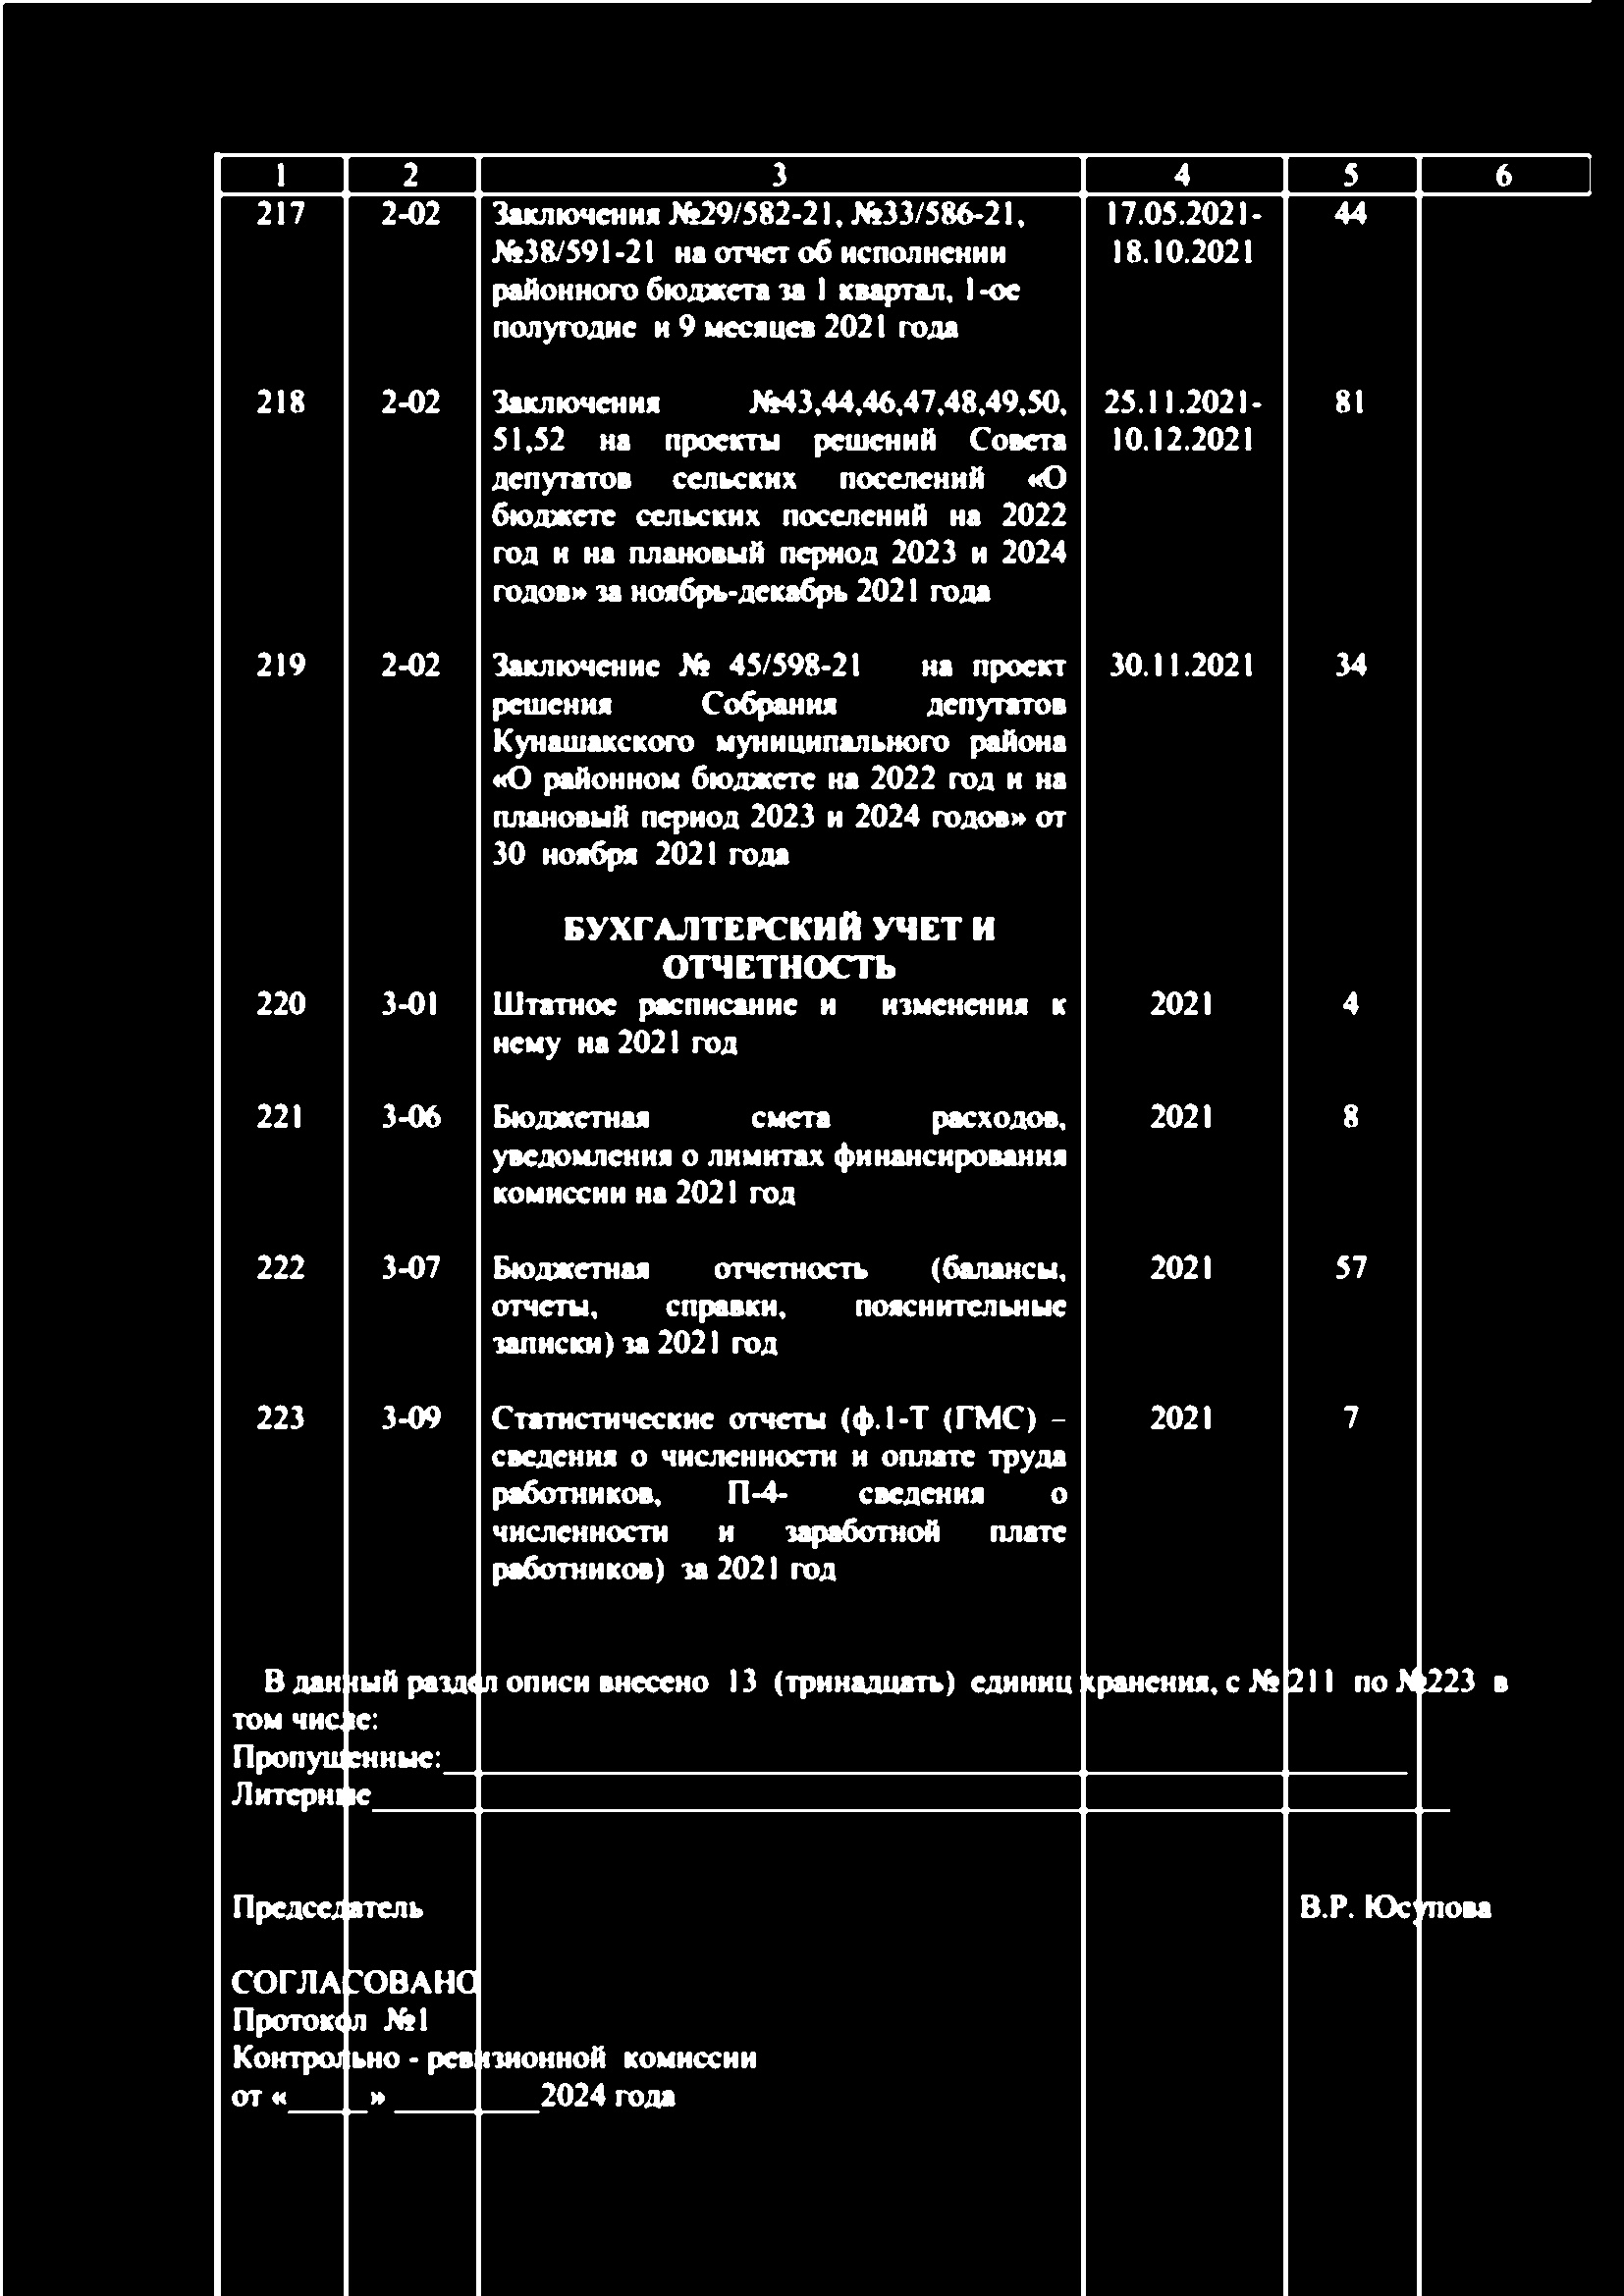 1 2 3 4 5 6
217 2-02 Заключения №29/582-21, №33/586-21, 17.05.2021- 44
№38/591-21 на отчет об исполнении 18.10.2021
районного бюджета за 1 квартал, 1-ое
полугодие и 9 месяцев 2021 года
218 2-02 Заключения №43,44,46,47,48,49,50, 25.11.2021- 81
51,52 на проекты решений Совета 10.12.2021
депутатов сельских поселений «О
бюджете сельских поселений на 2022
год и на плановый период 2023 и 2024
годов» за ноябрь-декабрь 2021 года
219 2-02 Заключение № 45/598-21 на проект 30.11.2021 34
решения Собрания депутатов
Кунашакского муниципального района
«О районном бюджете на 2022 год и на
плановый период 2023 и 2024 годов» от
30 ноября 2021 года
БУХГАЛТЕРСКИЙ УЧЕТ И
ОТЧЕТНОСТЬ
220 3-01 Штатное расписание и изменения к 2021 4
нему на 2021 год
221 3-06 Бюджетная смета расходов, 2021 8
уведомления о лимитах финансирования
комиссии на 2021 год
222 3-07 Бюджетная отчетность (балансы, 2021 57
отчеты, справки, пояснительные
записки) за 2021 год
223 3-09 Статистические отчеты (ф.1-Т (ГМС) – 2021 7
сведения о численности и оплате труда
работников, П-4- сведения о
численности и заработной плате
работников) за 2021 год
В данный раздел описи внесено 13 (тринадцать) единиц хранения, с № 211 по №223 в
том числе:
Пропущенные:____________
Литерные____________
Председатель В.Р. Юсупова
СОГЛАСОВАНО
Протокол №1
Контрольно - ревизионной комиссии
от «_____» _________2024 года